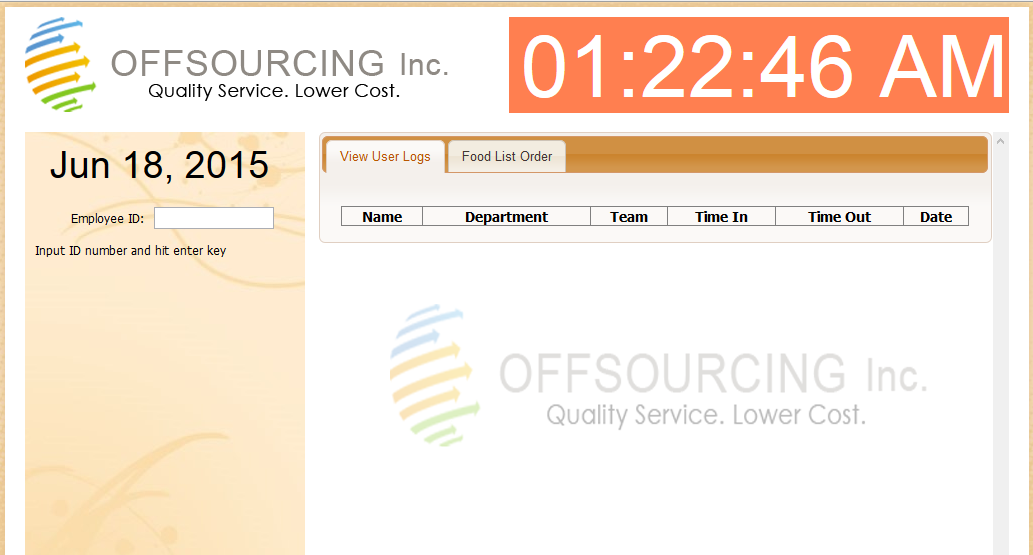 OFFSOURCING Inc.
Quality Service. Lower Cost.
01:22:46 AM
Jun 18, 2015
Employee ID:
Input ID number and hit enter key
View User Logs Food List Order
Name Department Team Time In Time Out Date
OFFSOURCING Inc.
Quality Service. Lower Cost.